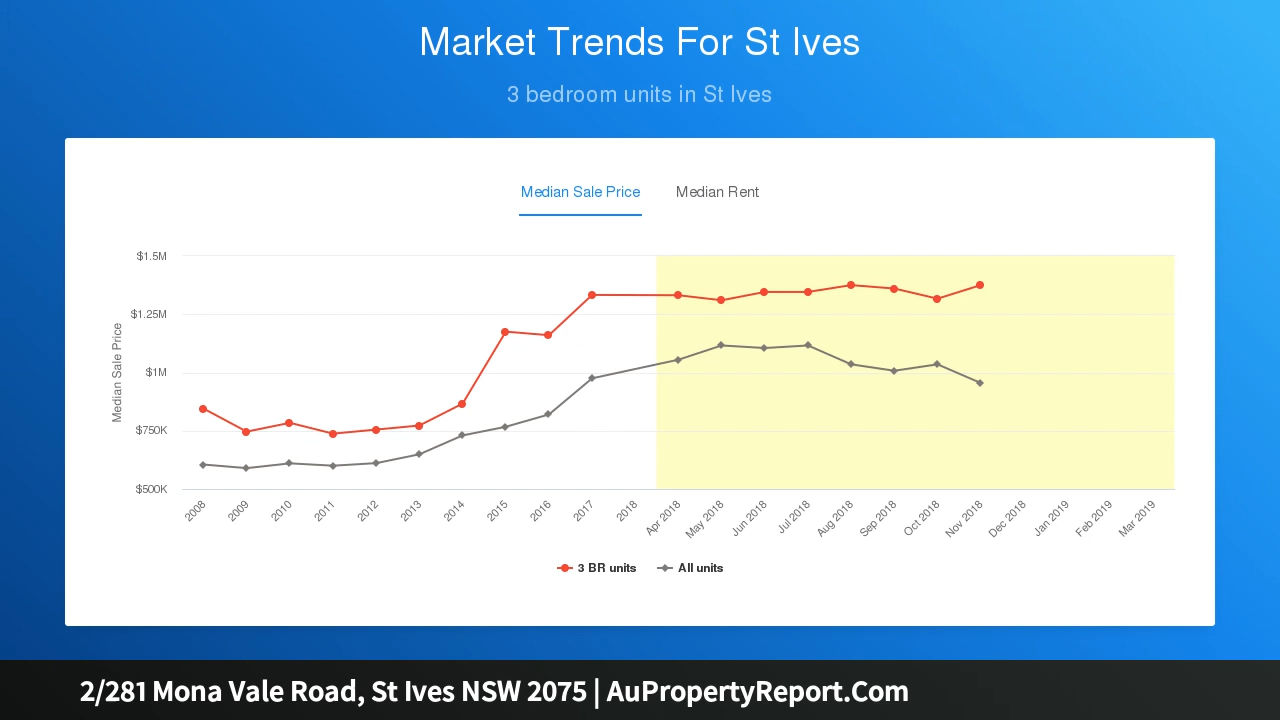 Market Trends For St Ives
3 bedroom units in St Ives
Median Sale Price Median Rent
Median Sale Price
$1.5M
$1.25M
$1M
$750K
$500K
2008 2009 2010 2011 2012 2013 2014 2015 2016 2017 2018 Apr 2018 May 2018 Jun 2018 Jul 2018 Aug 2018 Sep 2018 Oct 2018 Nov 2018 Dec 2018 Jan 2019 Feb 2019 Mar 2019
3 BR units All units
2/281 Mona Vale Road, St Ives NSW 2075 | AuPropertyReport.Com